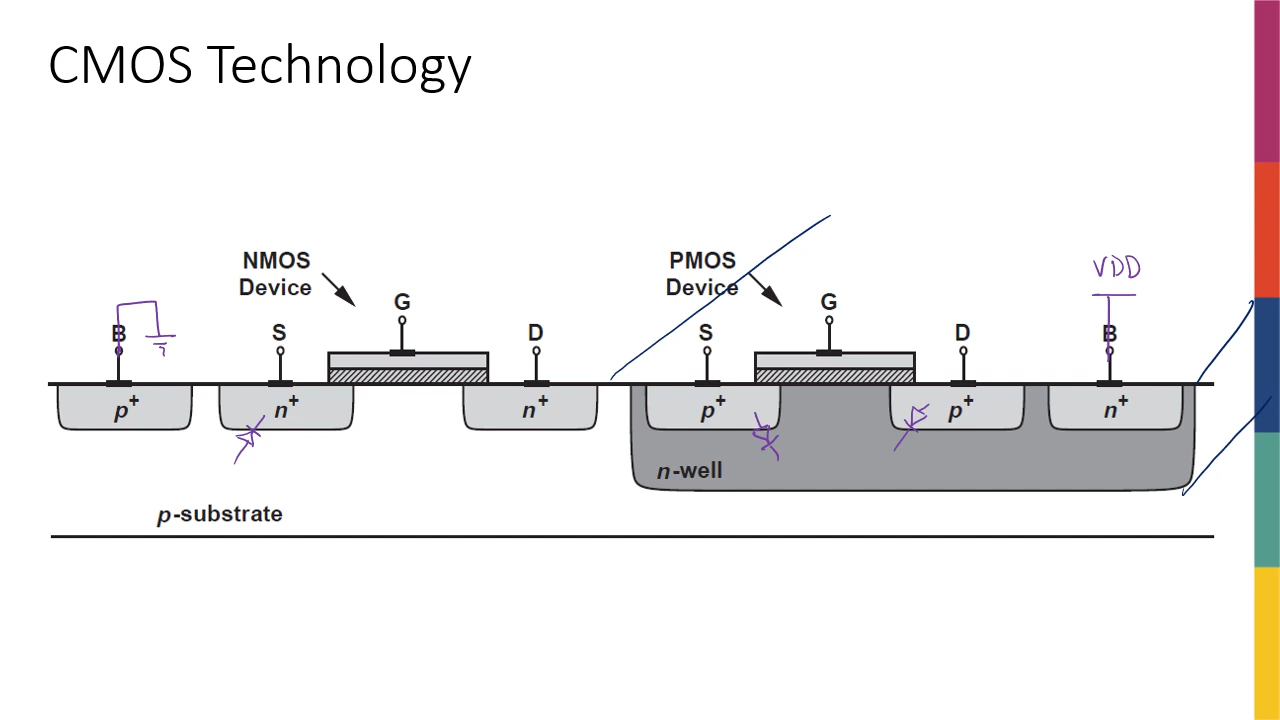 CMOS Technology
NMOS
Device
PMOS
Device
VDD
G
G
B
S
D
S
D
B
p+
n+
n+
p+
p+
n+
n-well
p-substrate